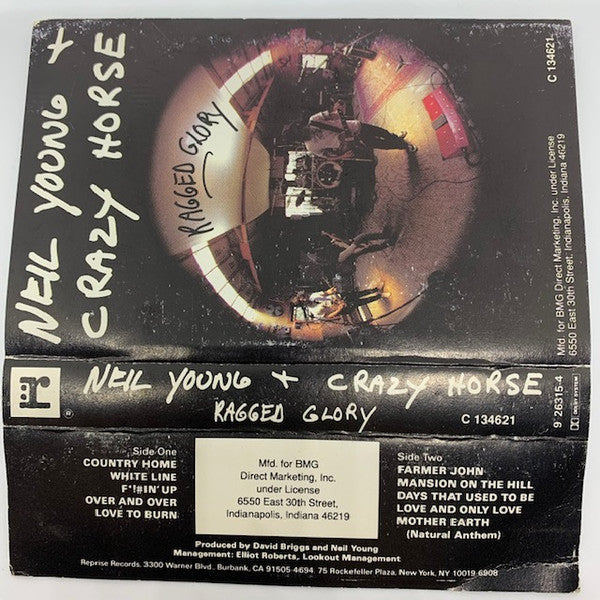 NEIL YOUNG +
CRAZY HORSE
RAGGED GLORY
C 134621
Mfd. for BMG Direct Marketing, Inc. under License
6550 East 30th Street, Indianapolis, Indiana 46219
r
®
NEIL YOUNG + CRAZY HORSE
RAGGED GLORY
C 134621
9 26315-4
DOLBY SYSTEM
Side One
COUNTRY HOME
WHITE LINE
F*!#IN' UP
OVER AND OVER
LOVE TO BURN
Mfd. for BMG
Direct Marketing, Inc.
under License
6550 East 30th Street,
Indianapolis, Indiana 46219
Side Two
FARMER JOHN
MANSION ON THE HILL
DAYS THAT USED TO BE
LOVE AND ONLY LOVE
MOTHER EARTH
(Natural Anthem)
Produced by David Briggs and Neil Young
Management: Elliot Roberts, Lookout Management
Reprise Records. 3300 Warner Blvd., Burbank, CA 91505-4694. 75 Rockefeller Plaza, New York, NY 10019 6908